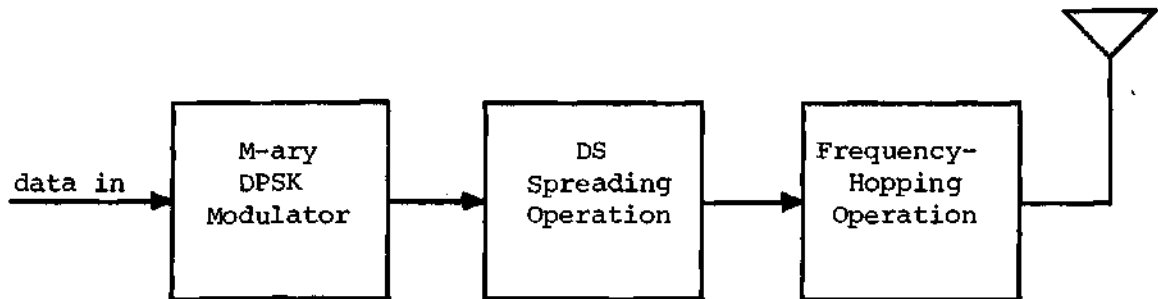 data in
M-ary
DPSK
Modulator
DS
Spreading
Operation
Frequency-
Hopping
Operation